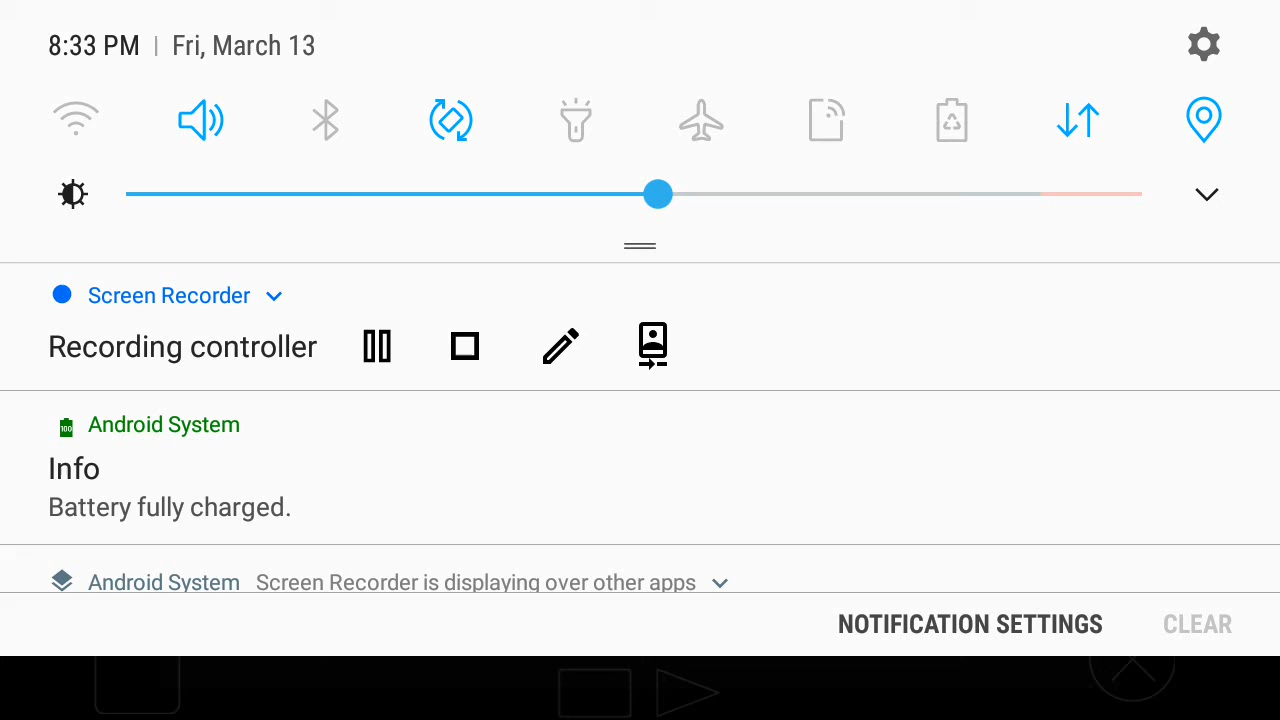 8:33 PM | Fri, March 13
Screen Recorder
Recording controller
100 Android System
Info
Battery fully charged.
Android System Screen Recorder is displaying over other apps
NOTIFICATION SETTINGS CLEAR